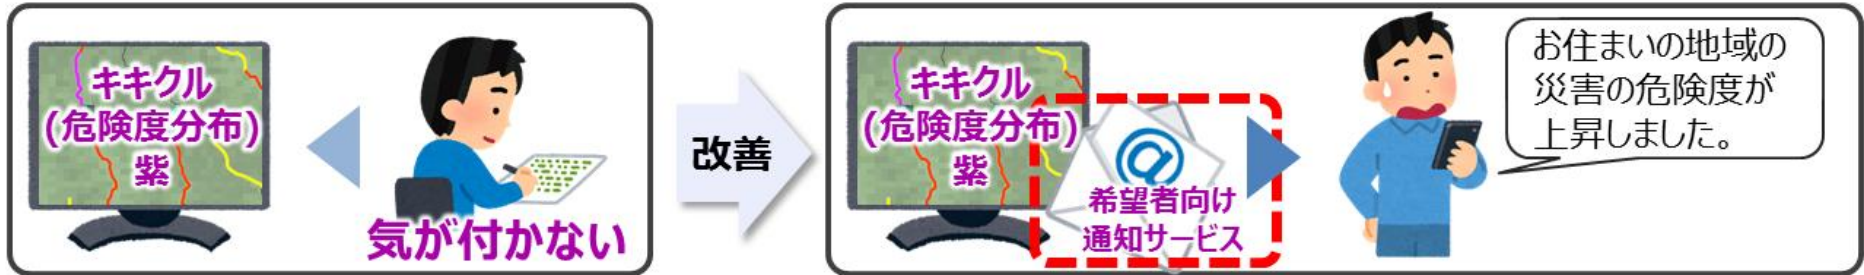 キキクル
(危険度分布)
紫
気が付かない
改善
キキクル
(危険度分布)
紫
@
希望者向け
通知サービス
お住まいの地域の
災害の危険度が
上昇しました。